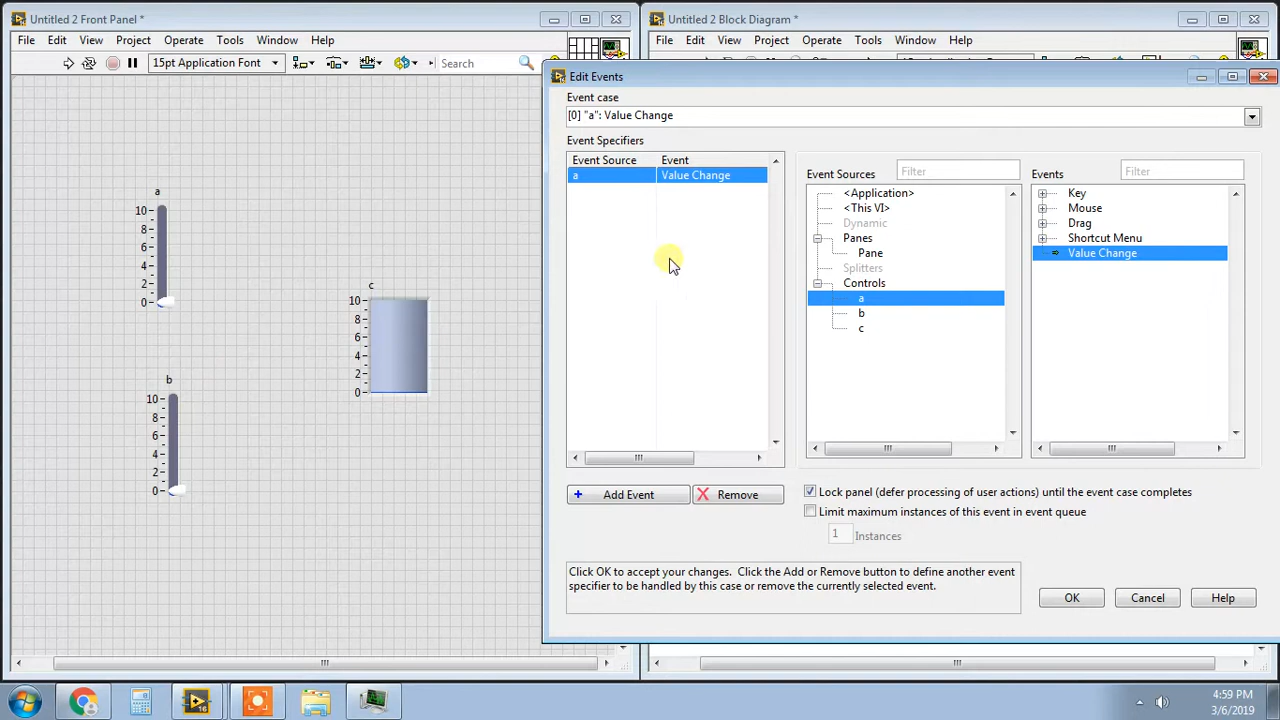 Untitled 2 Front Panel *
File Edit View Project Operate Tools Window Help
15pt Application Font
Search
a
10
8
6
4
2
0
b
10
8
6
4
2
0
c
10
8
6
4
2
0
Untitled 2 Block Diagram *
File Edit View Project Operate Tools Window Help
Edit Events
Event case
[0] "a": Value Change
Event Specifiers
Event Source Event
a Value Change
Add Event Remove
Event Sources Filter
<Application>
<This VI>
Dynamic
Panes
Pane
Splitters
Controls
a
b
c
Events Filter
Key
Mouse
Drag
Shortcut Menu
Value Change
Lock panel (defer processing of user actions) until the event case completes
Limit maximum instances of this event in event queue
1 Instances
Click OK to accept your changes. Click the Add or Remove button to define another event
specifier to be handled by this case or remove the currently selected event.
OK Cancel Help
16
4:59 PM
3/6/2019